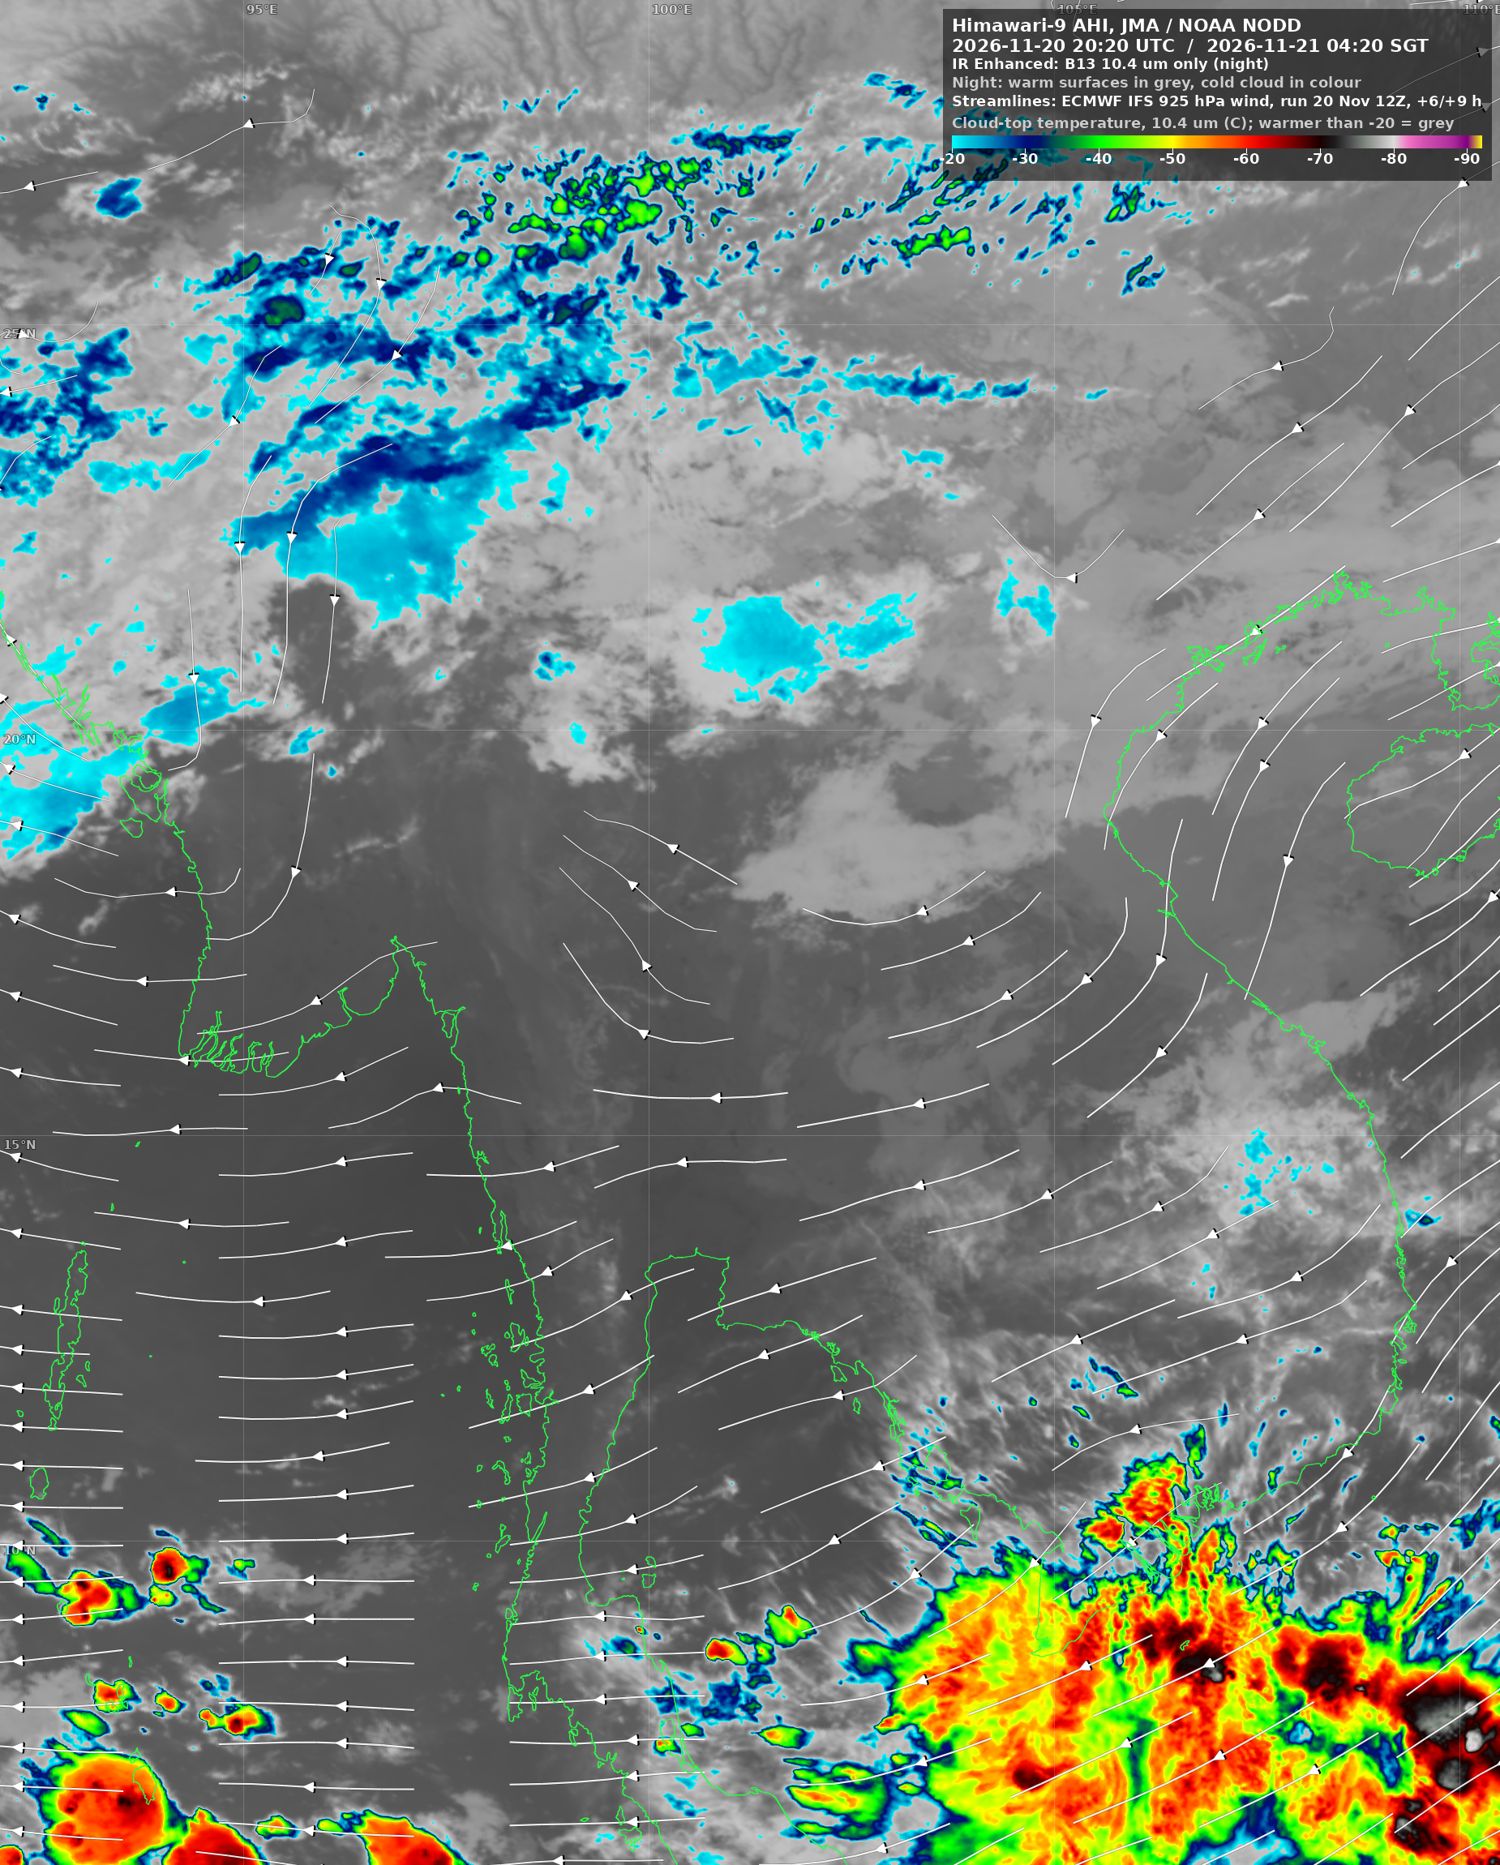 95°E
100°E
105°E
110°E
Himawari-9 AHI, JMA / NOAA NODD
2026-11-20 20:20 UTC / 2026-11-21 04:20 SGT
IR Enhanced: B13 10.4 um only (night)
Night: warm surfaces in grey, cold cloud in colour
Streamlines: ECMWF IFS 925 hPa wind, run 20 Nov 12Z, +6/+9 h
Cloud-top temperature, 10.4 um (C); warmer than -20 = grey
-20 -30 -40 -50 -60 -70 -80 -90
25°N
20°N
15°N
10°N